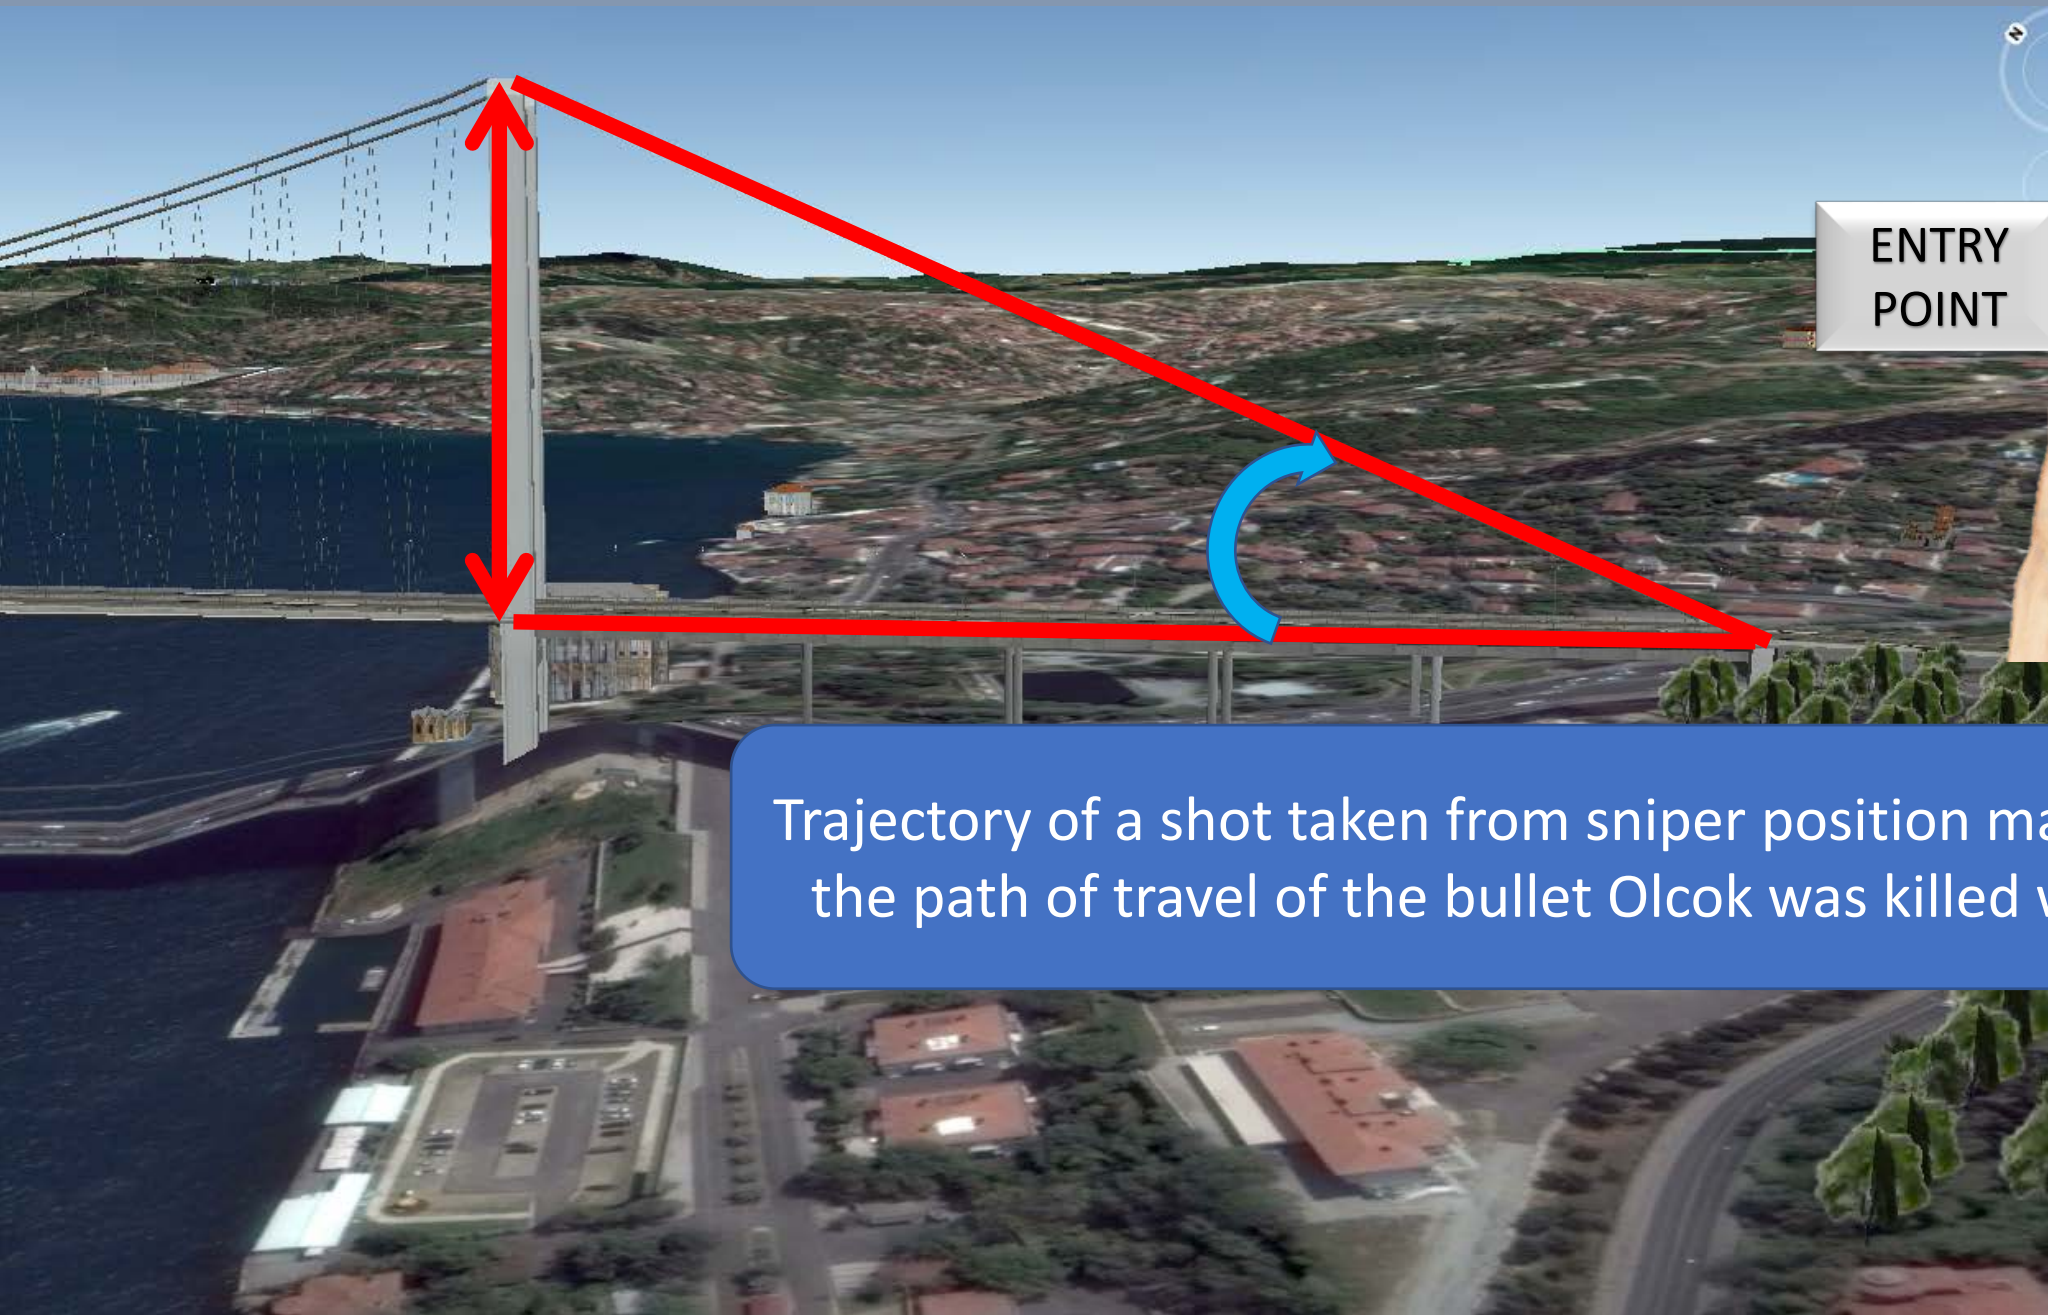 N
ENTRY
POINT
Trajectory of a shot taken from sniper position
the path of travel of the bullet Olcok was killed